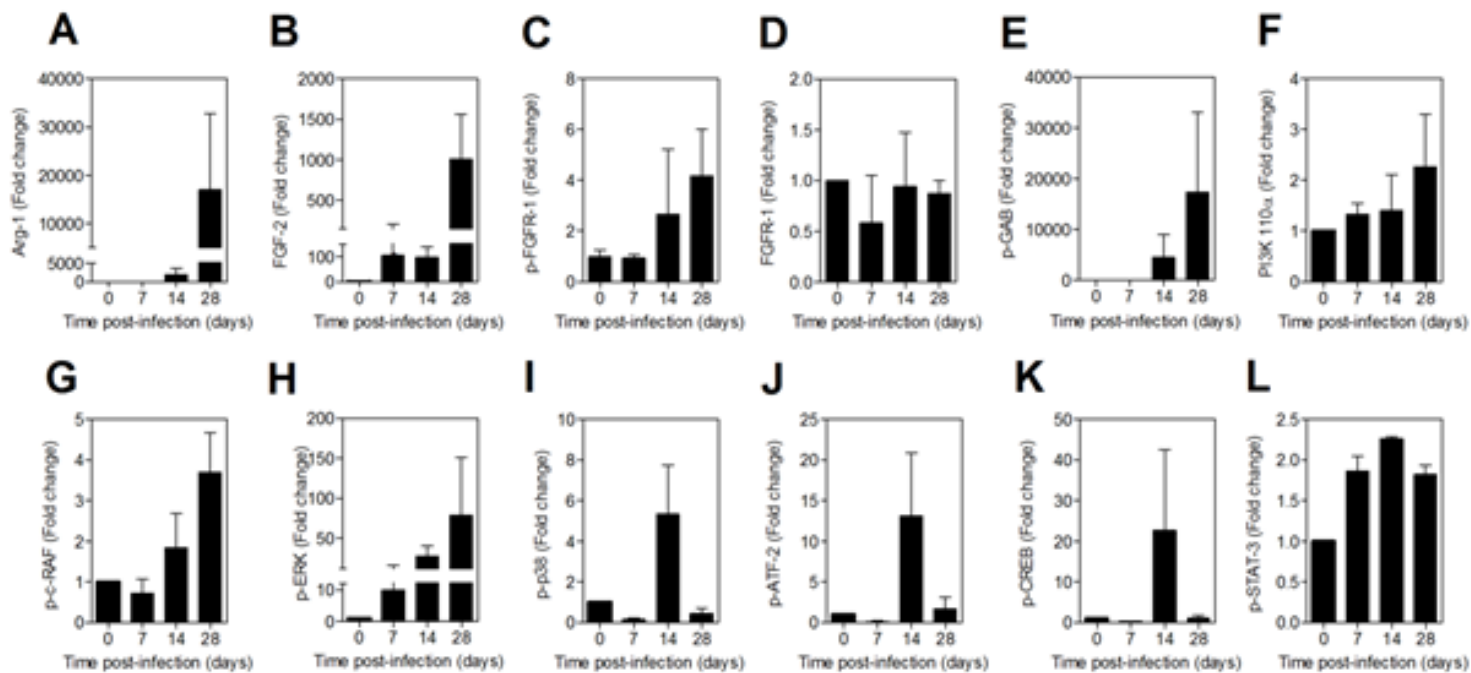 A
B
C
D
E
F
Arg-1 (Fold change)
40000
30000
20000
10000
5000
0
0 7 14 28
Time post-infection (days)
FGF-2 (Fold change)
2000
1500
1000
500
100
0
0 7 14 28
Time post-infection (days)
p-FGFR-1 (Fold change)
8
6
4
2
0
0 7 14 28
Time post-infection (days)
FGFR-1 (Fold change)
2.0
1.5
1.0
0.5
0.0
0 7 14 28
Time post-infection (days)
p-GAB (Fold change)
40000
30000
20000
10000
0
0 7 14 28
Time post-infection (days)
PI3K 110α (Fold change)
4
3
2
1
0
0 7 14 28
Time post-infection (days)
G
H
I
J
K
L
p-c-RAF (Fold change)
5
4
3
2
1
0
0 7 14 28
Time post-infection (days)
p-ERK (Fold change)
200
150
100
50
10
0
0 7 14 28
Time post-infection (days)
p-p38 (Fold change)
10
8
6
4
2
0
0 7 14 28
Time post-infection (days)
p-ATF-2 (Fold change)
25
20
15
10
5
0
0 7 14 28
Time post-infection (days)
p-CREB (Fold change)
50
40
30
20
10
0
0 7 14 28
Time post-infection (days)
p-STAT-3 (Fold change)
2.5
2.0
1.5
1.0
0.5
0.0
0 7 14 28
Time post-infection (days)